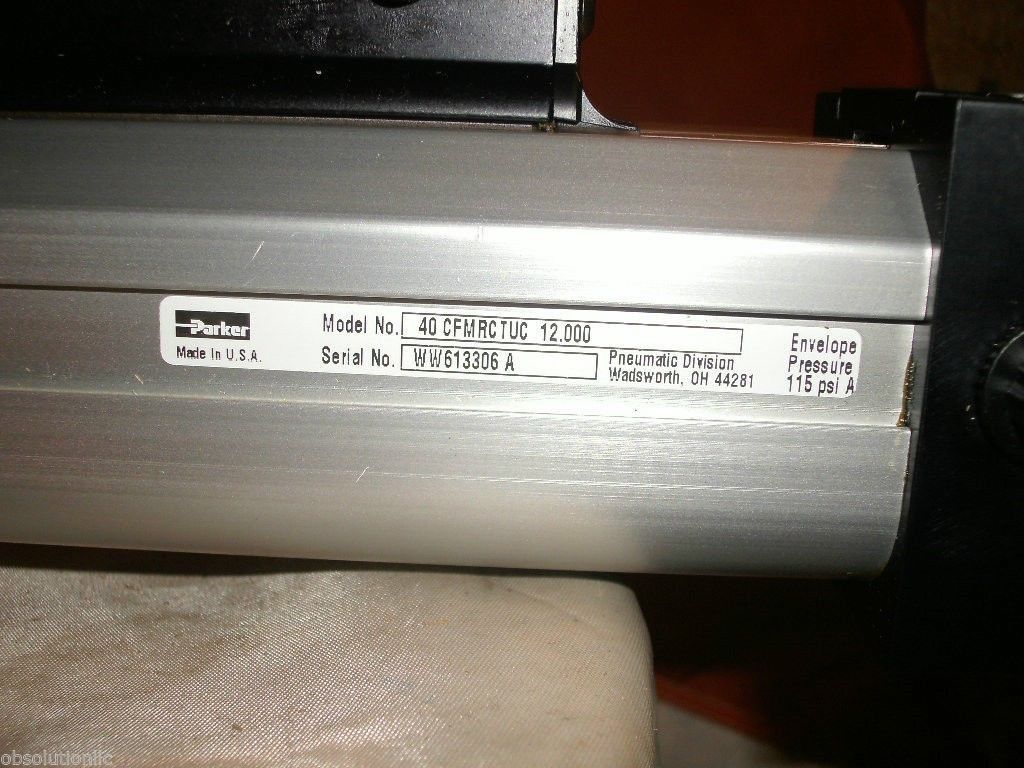 Parker
Made In U.S.A.
Model No. 40 CFMRCTUC 12.000
Serial No. WW613306 A
Pneumatic Division
Wadsworth, OH 44281
Envelope
Pressure
115 psi A
obsolutionllc